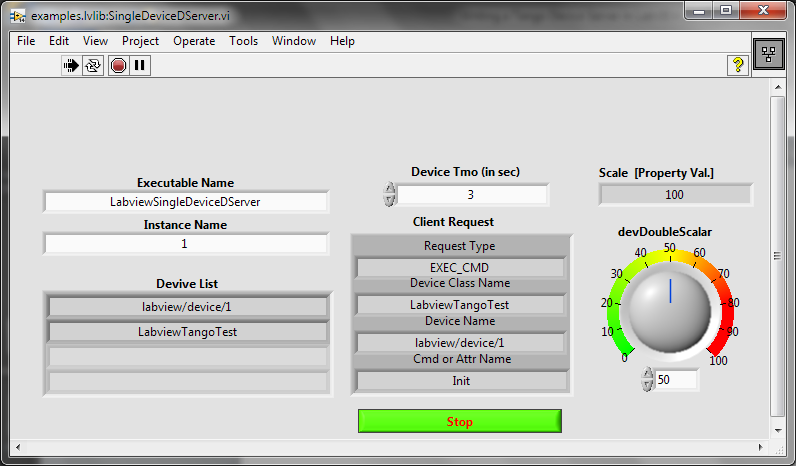 examples.lvlib:SingleDeviceDServer.vi
File Edit View Project Operate Tools Window Help
?
Executable Name
LabviewSingleDeviceDServer
Instance Name
1
Devive List
labview/device/1
LabviewTangoTest
Device Tmo (in sec)
3
Client Request
Request Type
EXEC_CMD
Device Class Name
LabviewTangoTest
Device Name
labview/device/1
Cmd or Attr Name
Init
Stop
Scale [Property Val.]
100
devDoubleScalar
0
10
20
30
40
50
60
70
80
90
100
50